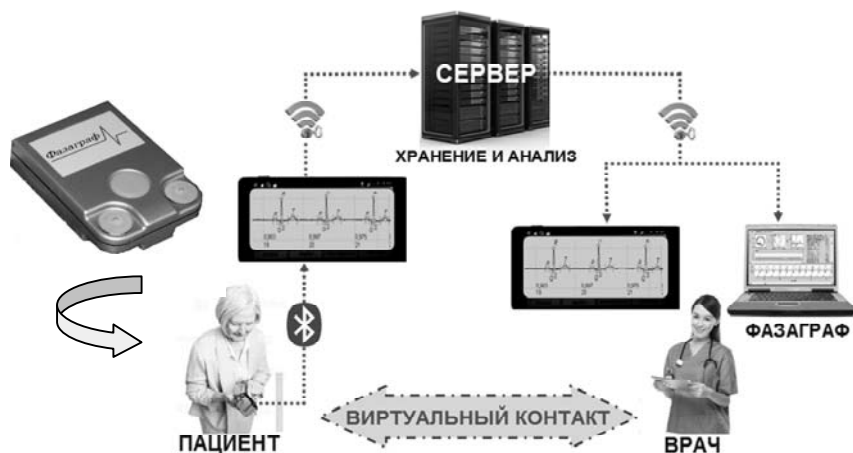 СЕРВЕР
ХРАНЕНИЕ И АНАЛИЗ
Фазаграф
ФАЗАГРАФ
ВИРТУАЛЬНЫЙ КОНТАКТ
ПАЦИЕНТ
ВРАЧ